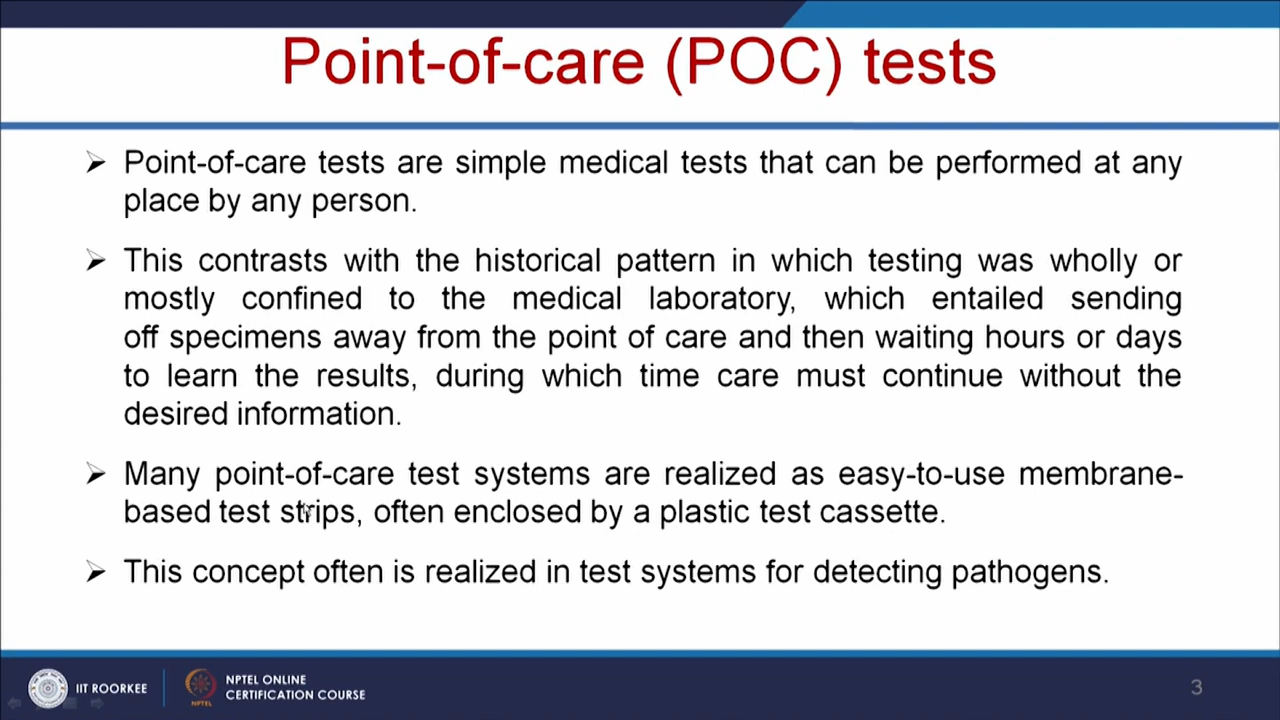 Point-of-care (POC) tests
Point-of-care tests are simple medical tests that can be performed at any
place by any person.
This contrasts with the historical pattern in which testing was wholly or
mostly confined to the medical laboratory, which entailed sending
off specimens away from the point of care and then waiting hours or days
to learn the results, during which time care must continue without the
desired information.
Many point-of-care test systems are realized as easy-to-use membrane-
based test strips, often enclosed by a plastic test cassette.
This concept often is realized in test systems for detecting pathogens.
IIT ROORKEE
NPTEL
NPTEL ONLINE
CERTIFICATION COURSE
3